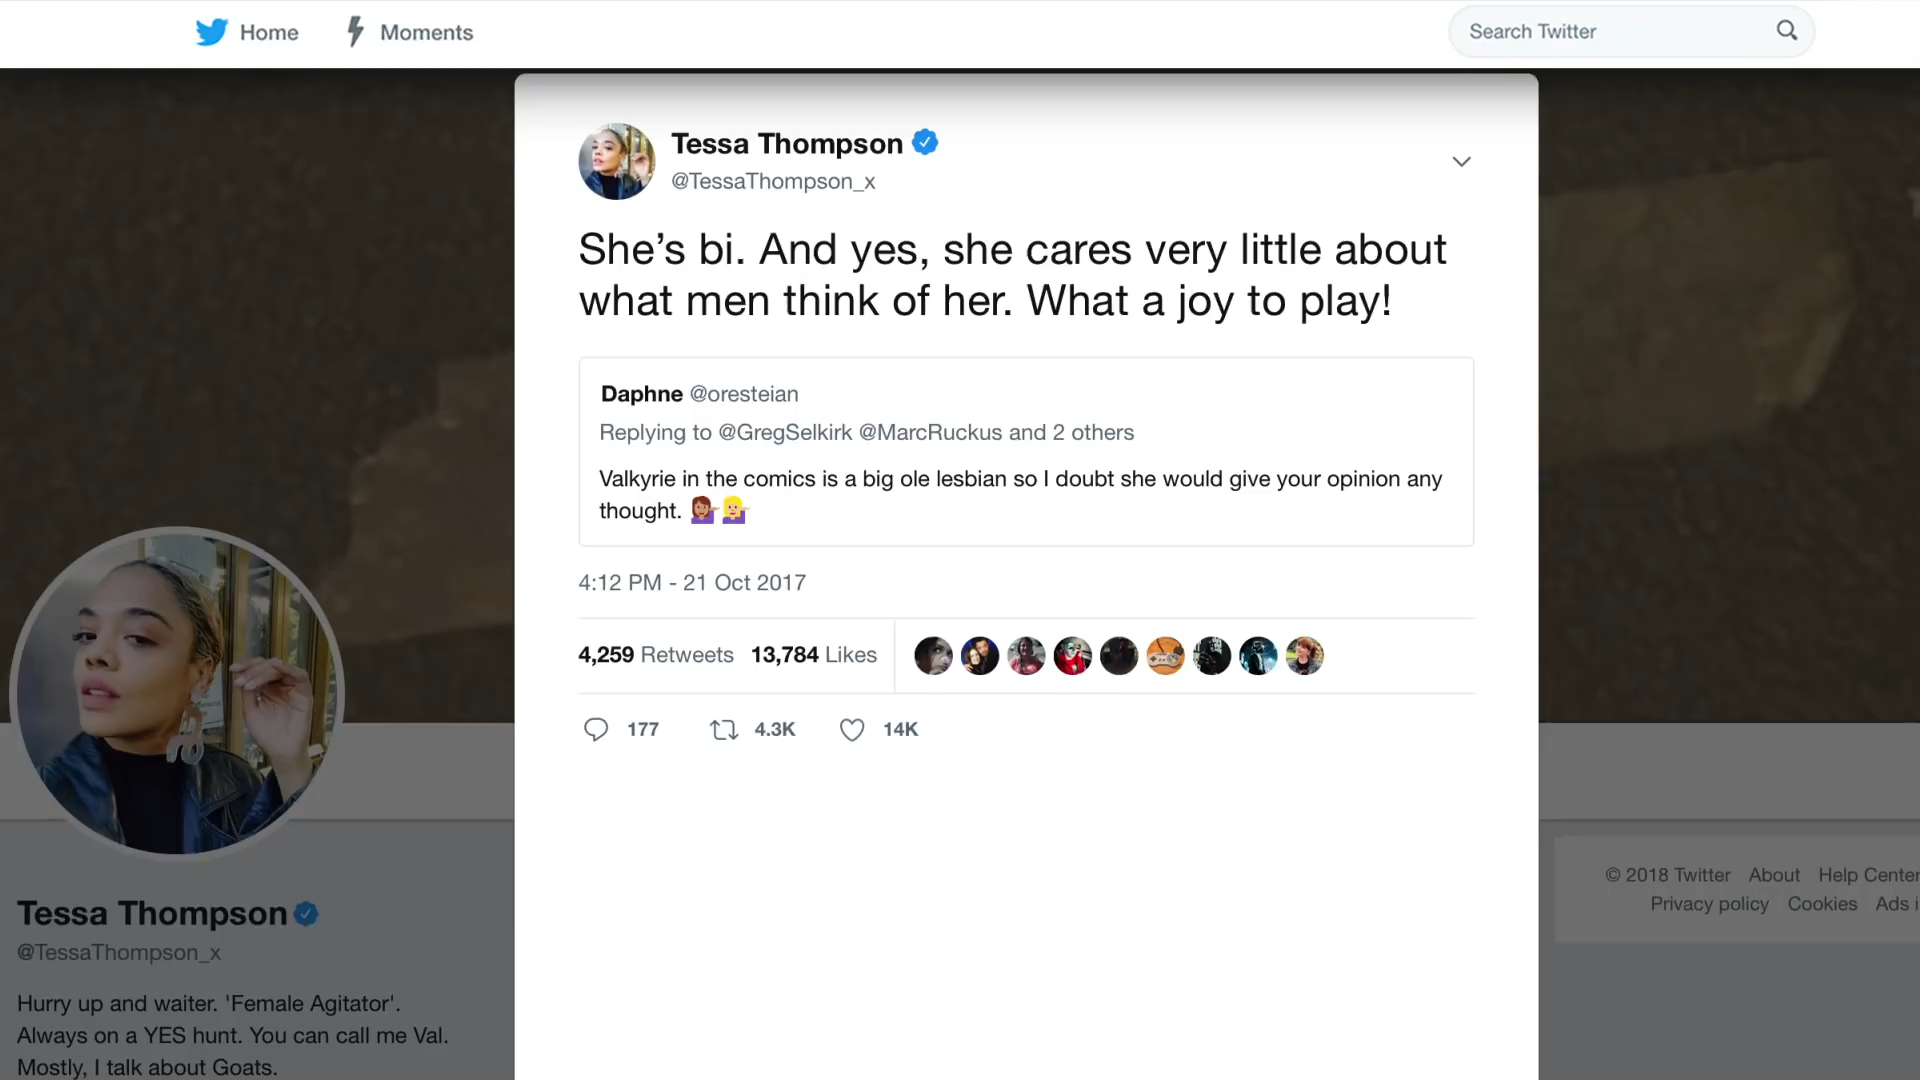 Home
Moments
Search Twitter
Tessa Thompson
@TessaThompson_x
She’s bi. And yes, she cares very little about
what men think of her. What a joy to play!
Daphne @oresteian
Replying to @GregSelkirk @MarcRuckus and 2 others
Valkyrie in the comics is a big ole lesbian so I doubt she would give your opinion any
thought. 💁🏽💁🏼
4:12 PM - 21 Oct 2017
4,259 Retweets 13,784 Likes
177 4.3K 14K
Tessa Thompson
@TessaThompson_x
Hurry up and waiter. 'Female Agitator'.
Always on a YES hunt. You can call me Val.
Mostly, I talk about Goats.
© 2018 Twitter About Help Center
Privacy policy Cookies Ads i